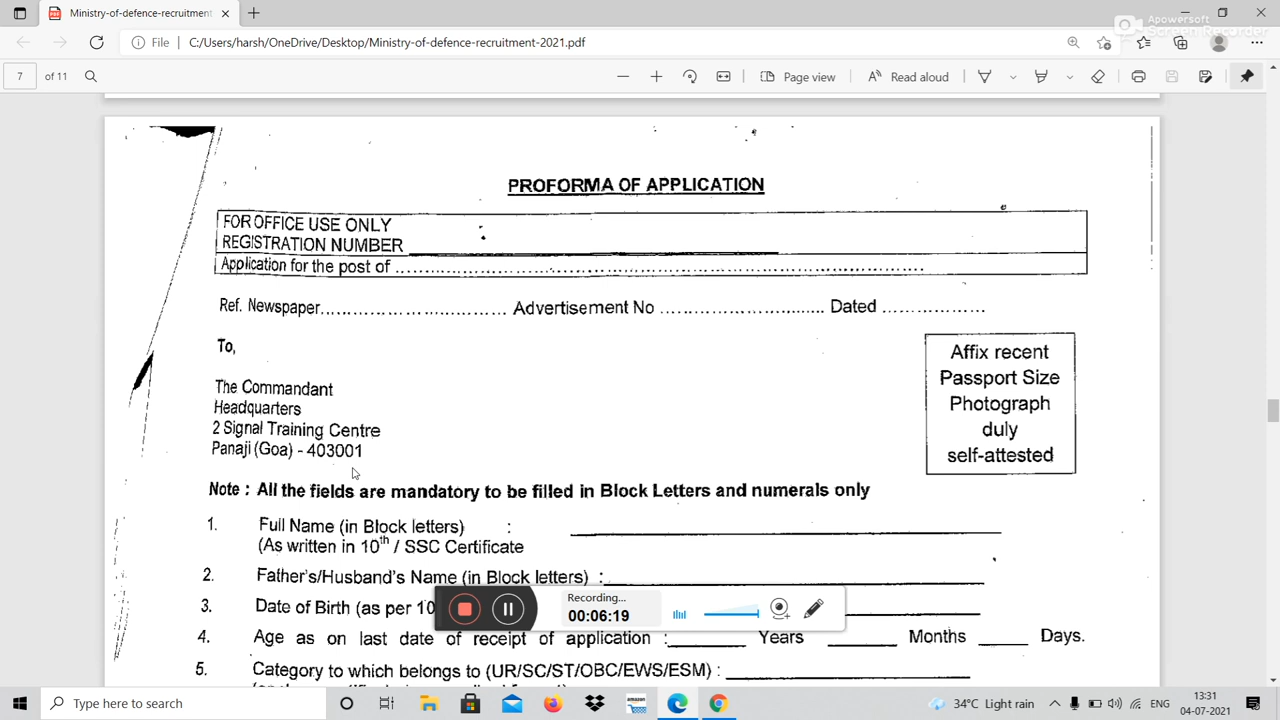 Ministry-of-defence-recruitment
Apowersoft
Screen Recorder
File C:/Users/harsh/OneDrive/Desktop/Ministry-of-defence-recruitment-2021.pdf
7 of 11 Page view Read aloud
PROFORMA OF APPLICATION
FOR OFFICE USE ONLY
REGISTRATION NUMBER
Application for the post of
Ref. Newspaper.................................... Advertisement No ............................. Dated ...................
To,
Affix recent
Passport Size
Photograph
duly
self-attested
The Commandant
Headquarters
2 Signal Training Centre
Panaji (Goa) - 403001
Note : All the fields are mandatory to be filled in Block Letters and numerals only
1. Full Name (in Block letters) :
(As written in 10th / SSC Certificate
2. Father's/Husband's Name (in Block letters) :
3. Date of Birth (as per 10
Recording...
00:06:19
4. Age as on last date of receipt of application : Years Months Days.
5. Category to which belongs to (UR/SC/ST/OBC/EWS/ESM) :
Type here to search
34°C Light rain ENG 13:31
04-07-2021